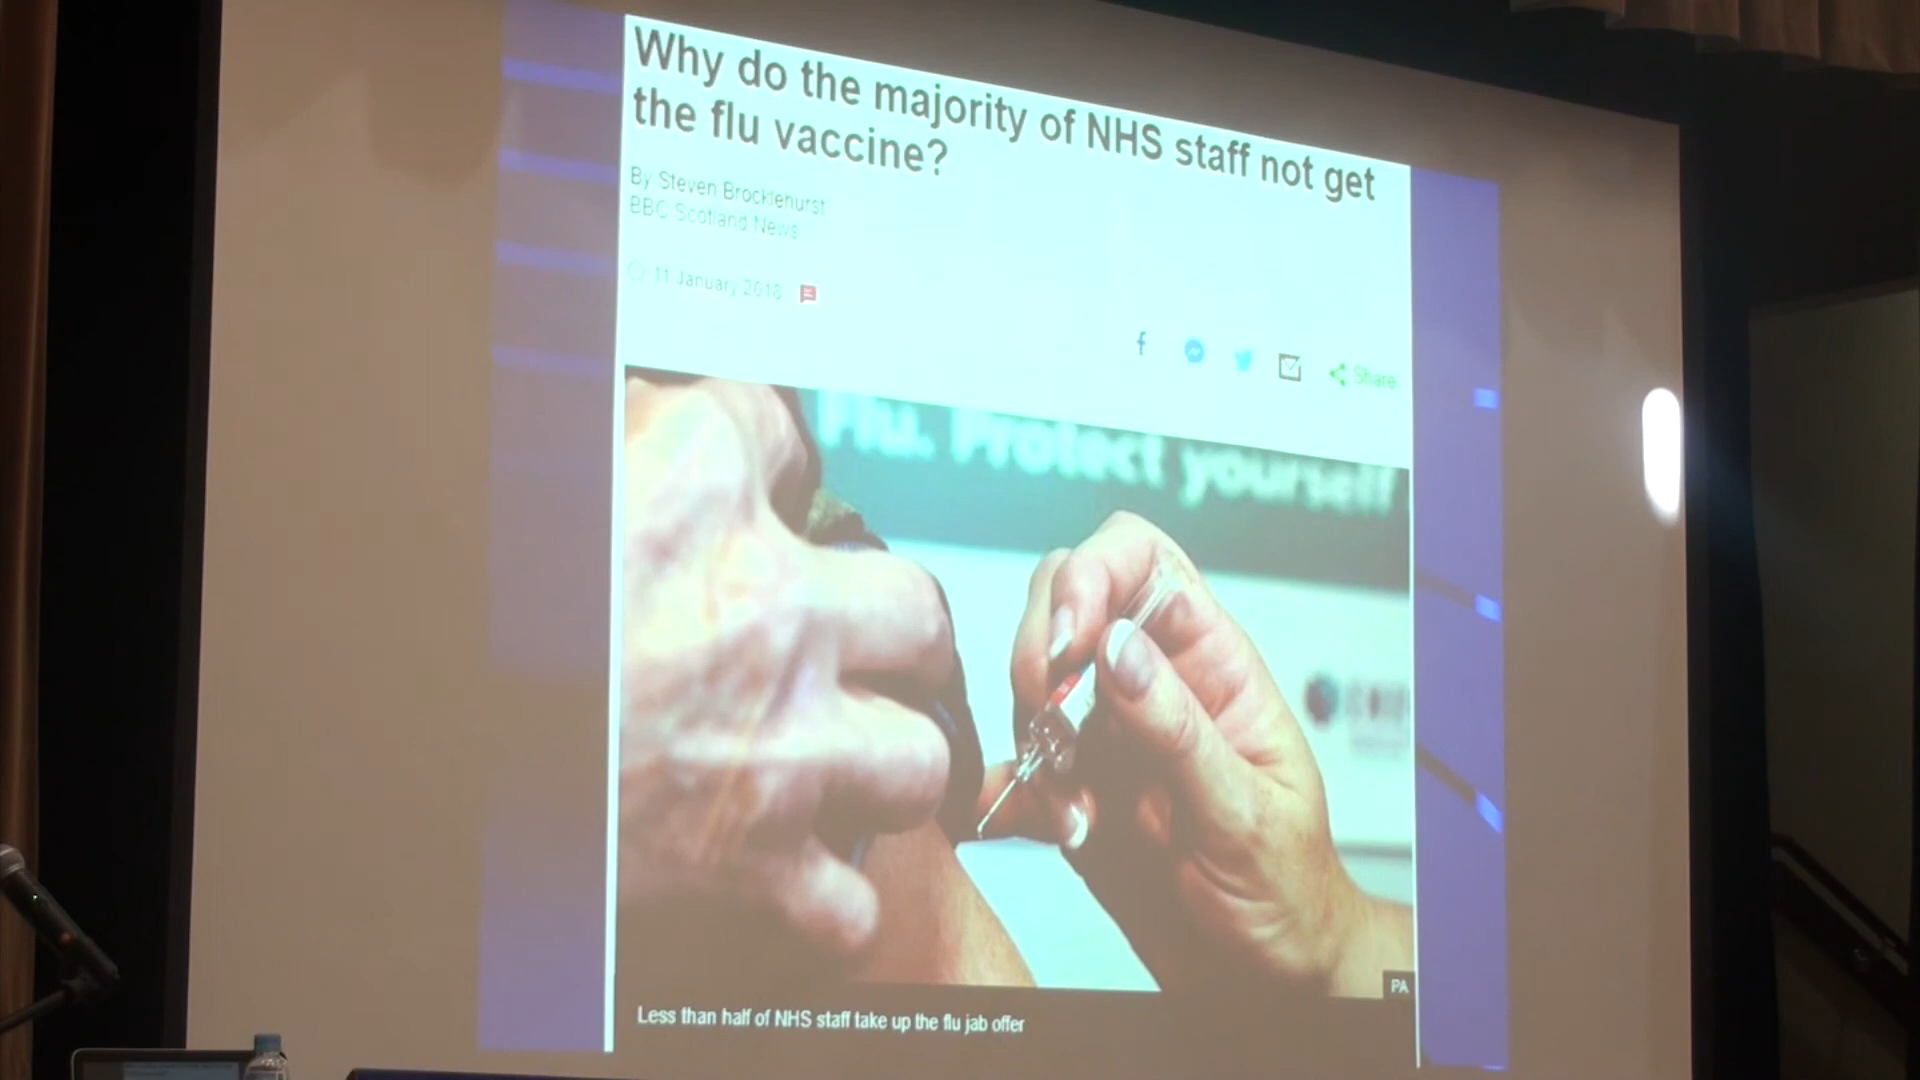 Why do the majority of NHS staff not get
the flu vaccine?
By Steven Brocklehurst
BBC Scotland News
11 January 2018
Share
Flu. Protect yourself
PA
Less than half of NHS staff take up the flu jab offer